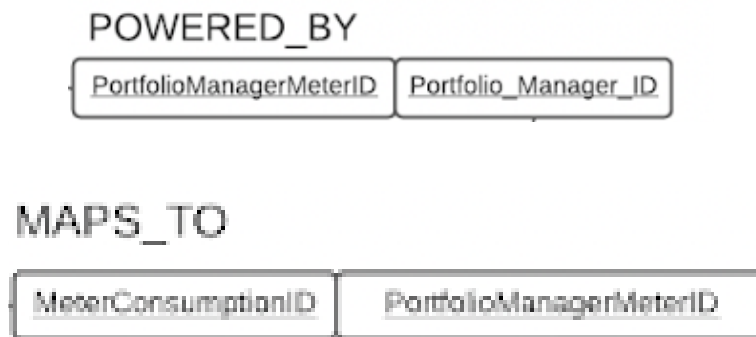 POWERED_BY
PortfolioManagerMeterID Portfolio_Manager_ID
MAPS_TO
MeterConsumptionID PortfolioManagerMeterID